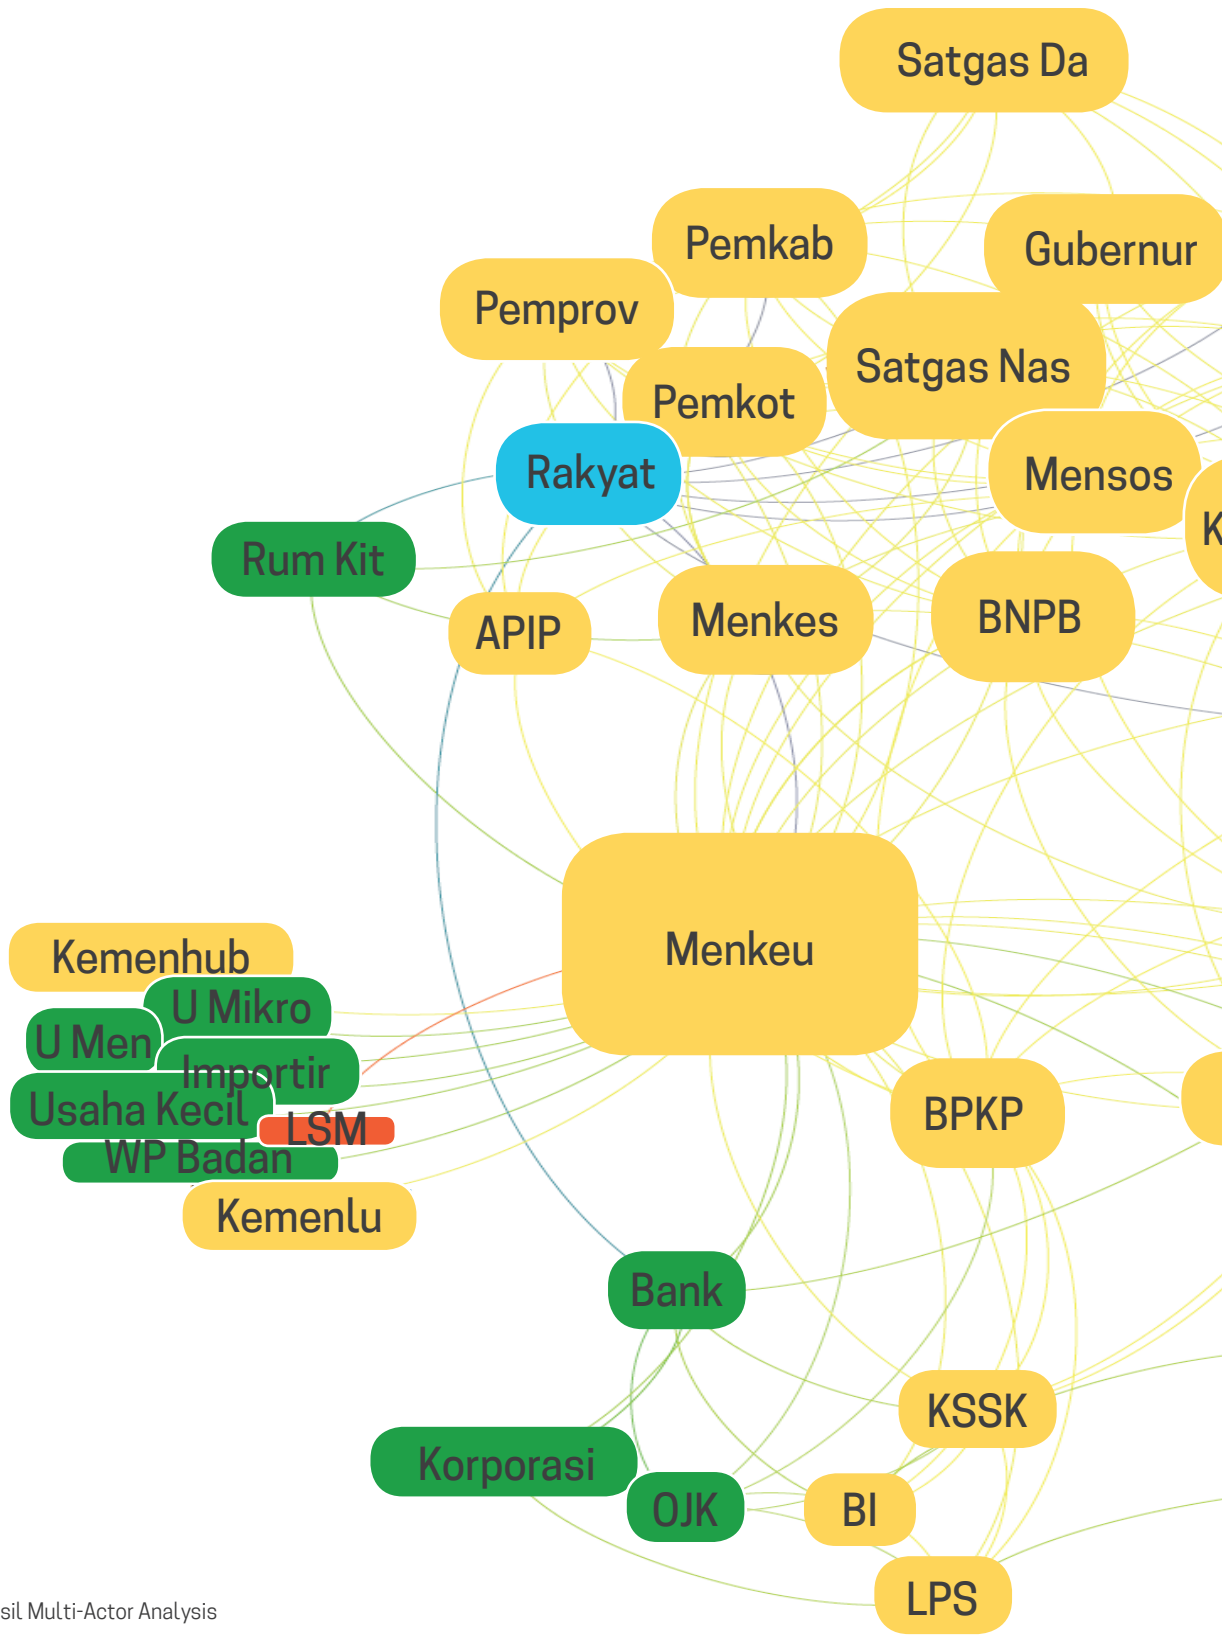 Satgas Da
Pemkab
Gubernur
Pemprov
Satgas Nas
Pemkot
Rakyat
Mensos
K
Rum Kit
APIP
Menkes
BNPB
Menkeu
Kemenhub
U Mikro
U Men
Importir
Usaha Kecil
LSM
WP Badan
BPKP
Kemenlu
Bank
KSSK
Korporasi
OJK
BI
LPS
sil Multi-Actor Analysis